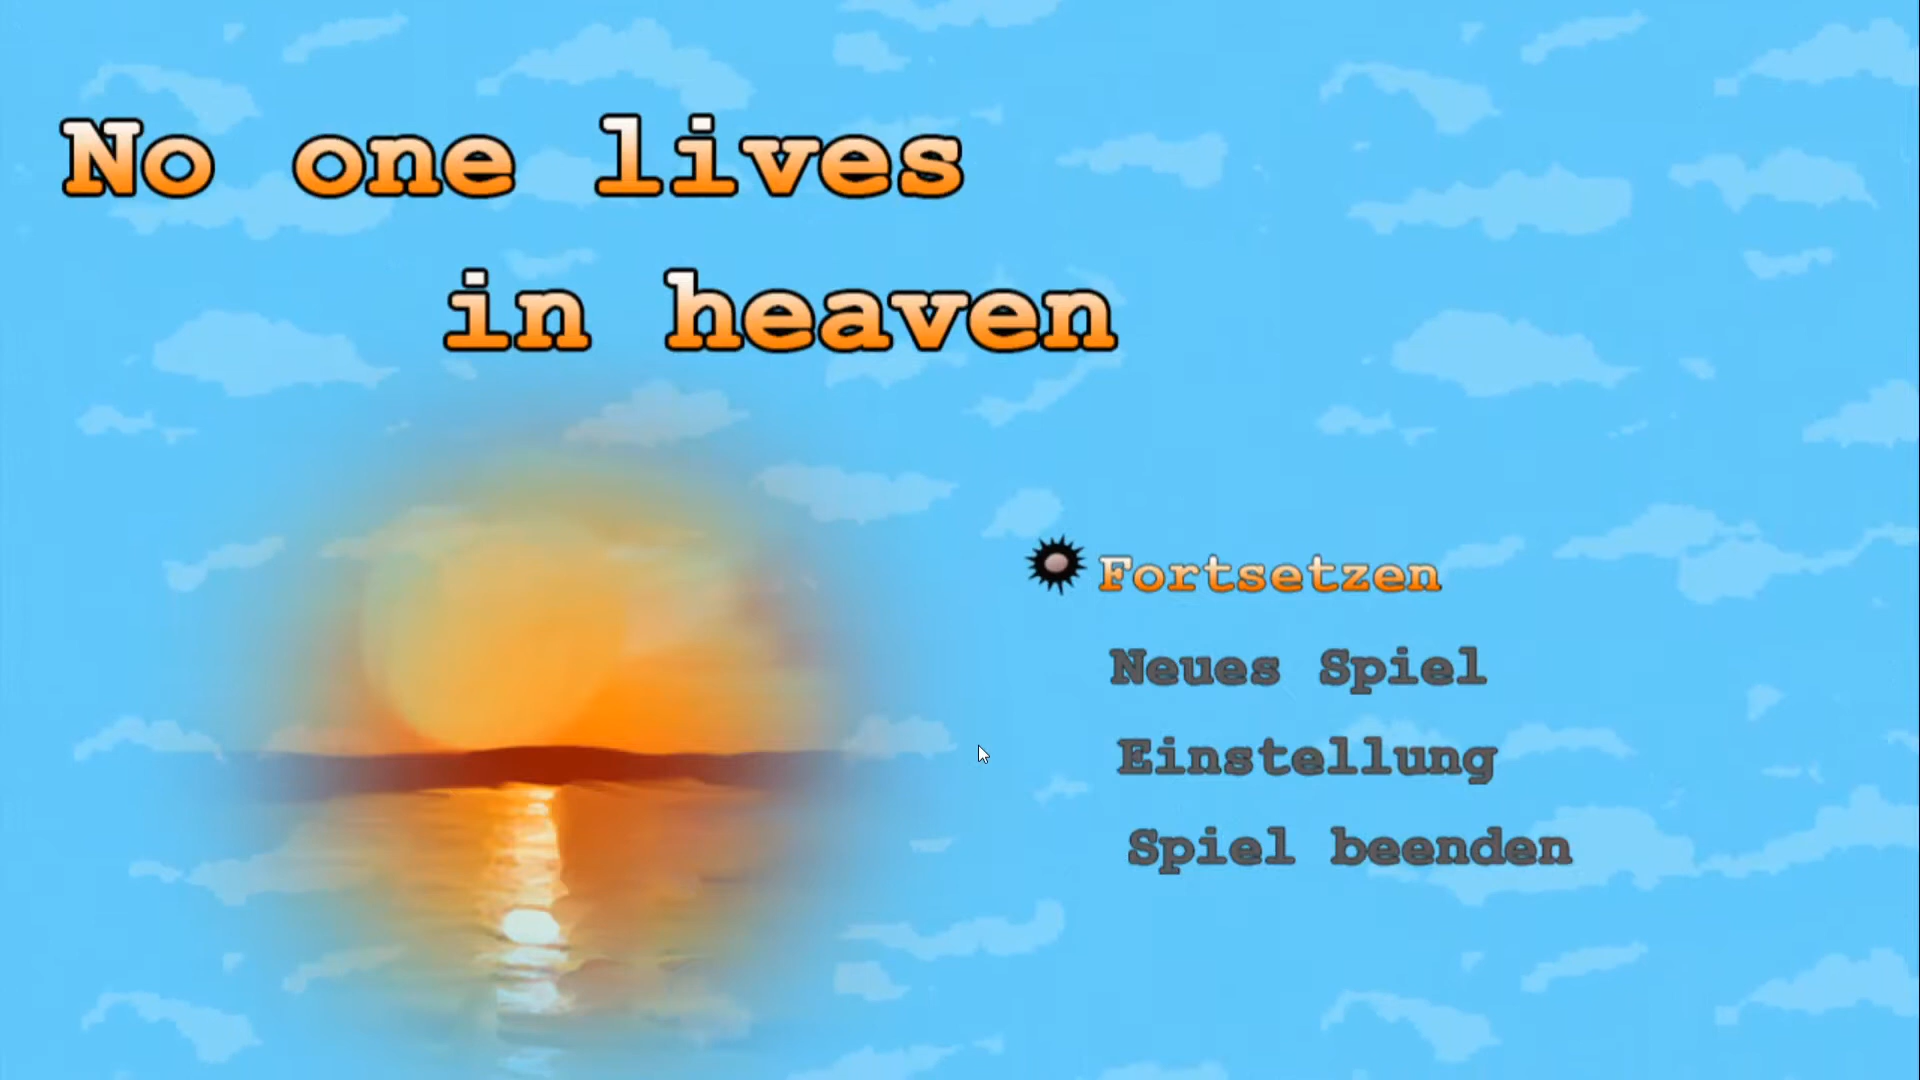 No one lives
in heaven
Fortsetzen
Neues Spiel
Einstellung
Spiel beenden